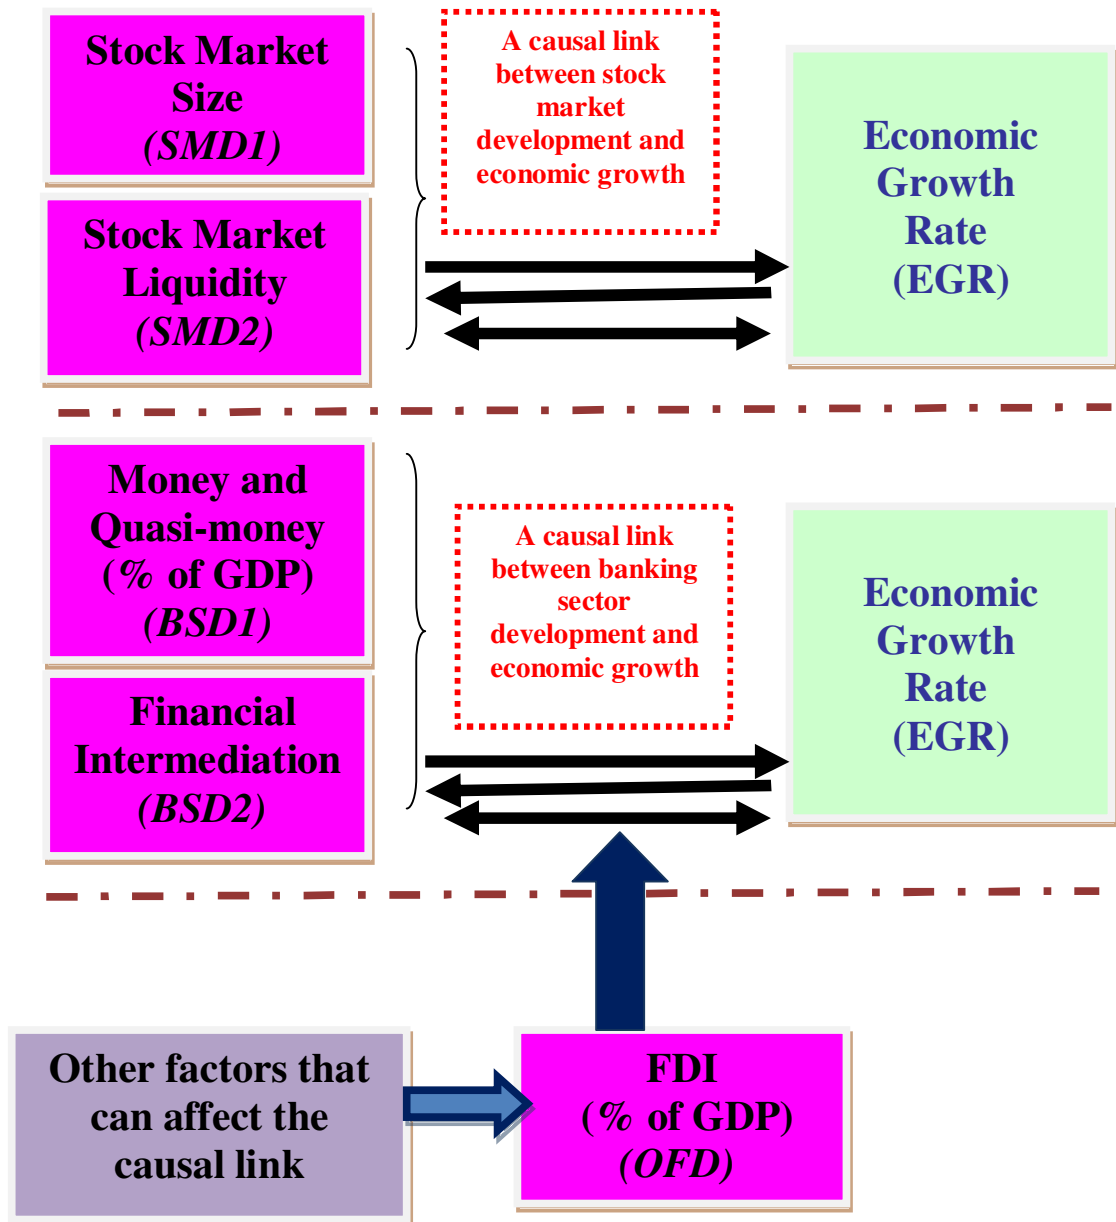 Stock Market
Size
(SMD1)
A causal link
between stock
market
development and
economic growth
Economic
Growth
Rate
(EGR)
Stock Market
Liquidity
(SMD2)
Money and
Quasi-money
(% of GDP)
(BSD1)
A causal link
between banking
sector
development and
economic growth
Economic
Growth
Rate
(EGR)
Financial
Intermediation
(BSD2)
Other factors that
can affect the
causal link
FDI
(% of GDP)
(OFD)